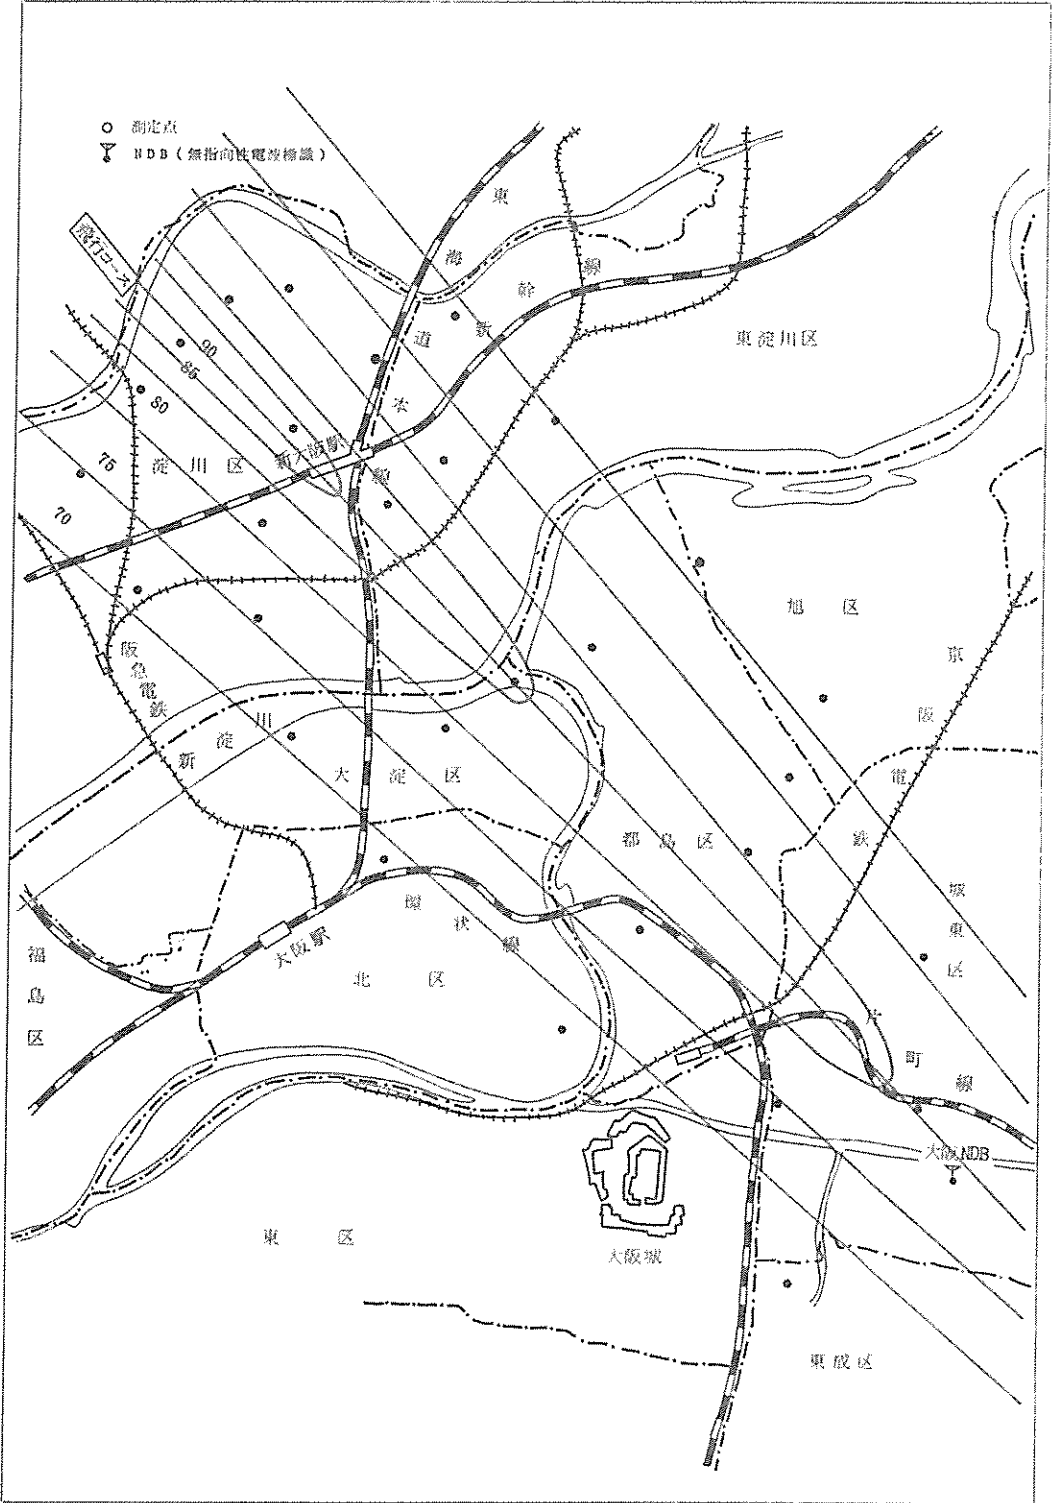 測定点
NDB(無指向性電波標識)
飛行コース
東海道本線
新幹線
東淀川区
90
85
80
75
70
淀川区
新大阪駅
旭区
阪急電鉄
新淀川
大淀区
京阪電鉄
都島区
城東区
環状線
大阪駅
北区
福島区
片町線
大阪NDB
大阪城
東区
東成区